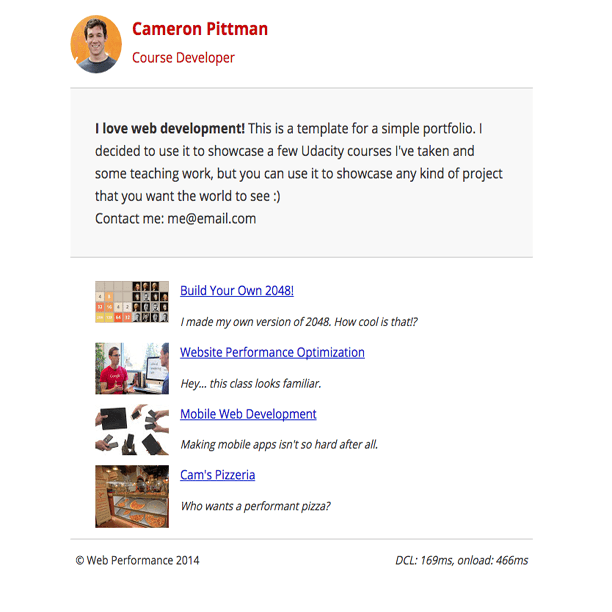 Cameron Pittman
Course Developer
I love web development! This is a template for a simple portfolio. I
decided to use it to showcase a few Udacity courses I've taken and
some teaching work, but you can use it to showcase any kind of project
that you want the world to see :)
Contact me: me@email.com
Build Your Own 2048!
I made my own version of 2048. How cool is that!?
Website Performance Optimization
Hey... this class looks familiar.
Mobile Web Development
Making mobile apps isn't so hard after all.
Cam's Pizzeria
Who wants a performant pizza?
© Web Performance 2014
DCL: 169ms, onload: 466ms